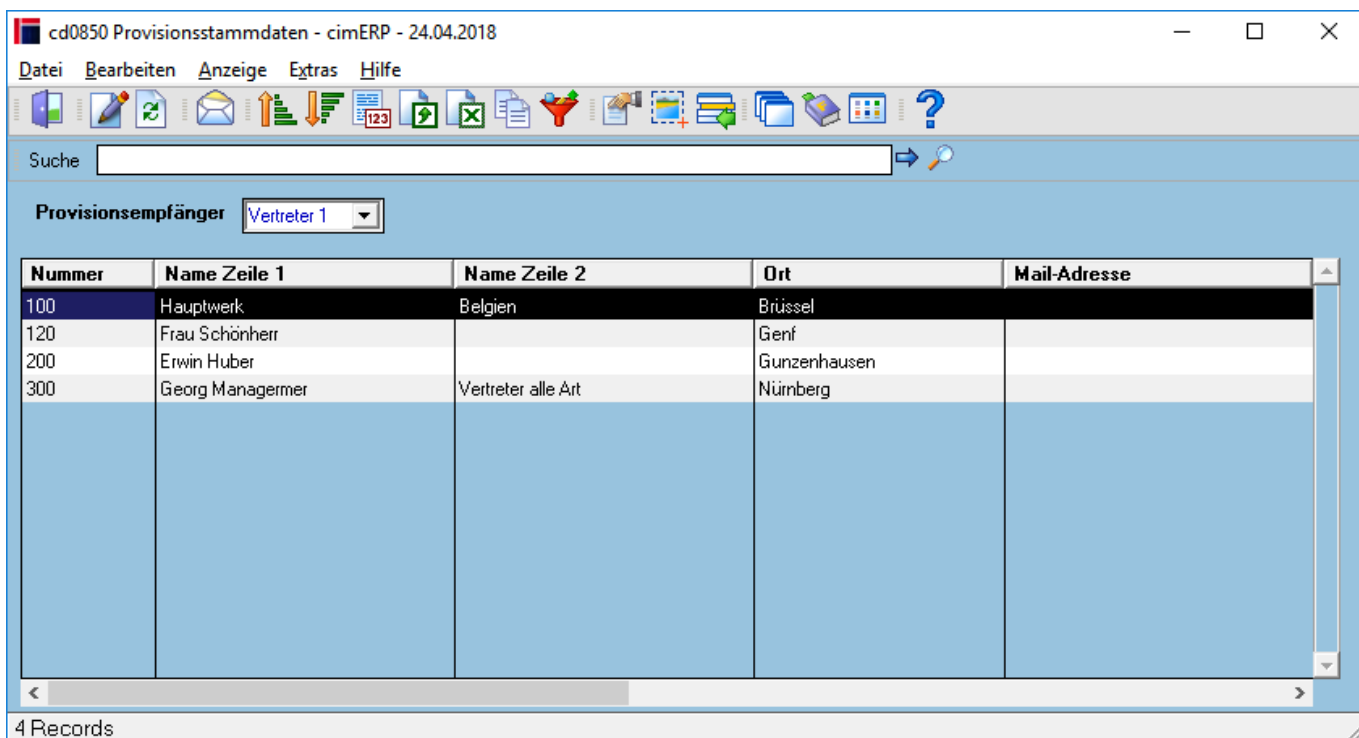 cd0850 Provisionsstammdaten - cimERP - 24.04.2018
Datei Bearbeiten Anzeige Extras Hilfe
123
Suche
Provisionsempfänger Vertreter 1
Nummer Name Zeile 1 Name Zeile 2 Ort Mail-Adresse
100 Hauptwerk Belgien Brüssel
120 Frau Schönherr Genf
200 Erwin Huber Gunzenhausen
300 Georg Managermer Vertreter alle Art Nürnberg
4 Records